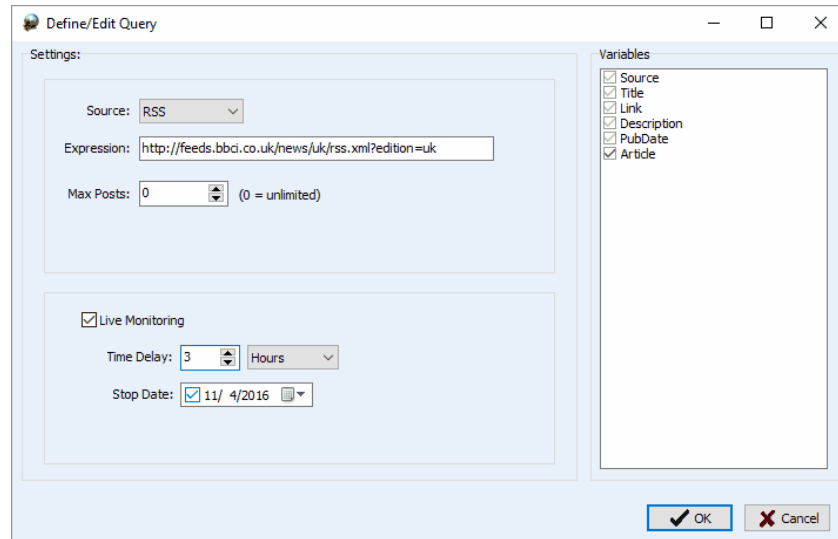 Define/Edit Query
Settings:
Source: RSS
Expression: http://feeds.bbci.co.uk/news/uk/rss.xml?edition=uk
Max Posts: 0 (0 = unlimited)
Live Monitoring
Time Delay: 3 Hours
Stop Date: 11/ 4/2016
Variables
Source
Title
Link
Description
PubDate
Article
OK
Cancel